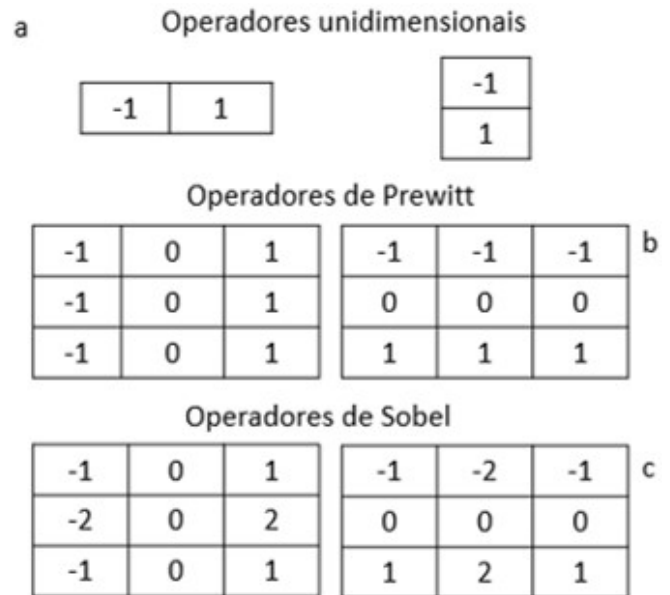 a Operadores unidimensionais
-1 1 -1
1
Operadores de Prewitt
-1 0 1 -1 -1 -1 b
-1 0 1 0 0 0
-1 0 1 1 1 1
Operadores de Sobel
-1 0 1 -1 -2 -1 c
-2 0 2 0 0 0
-1 0 1 1 2 1